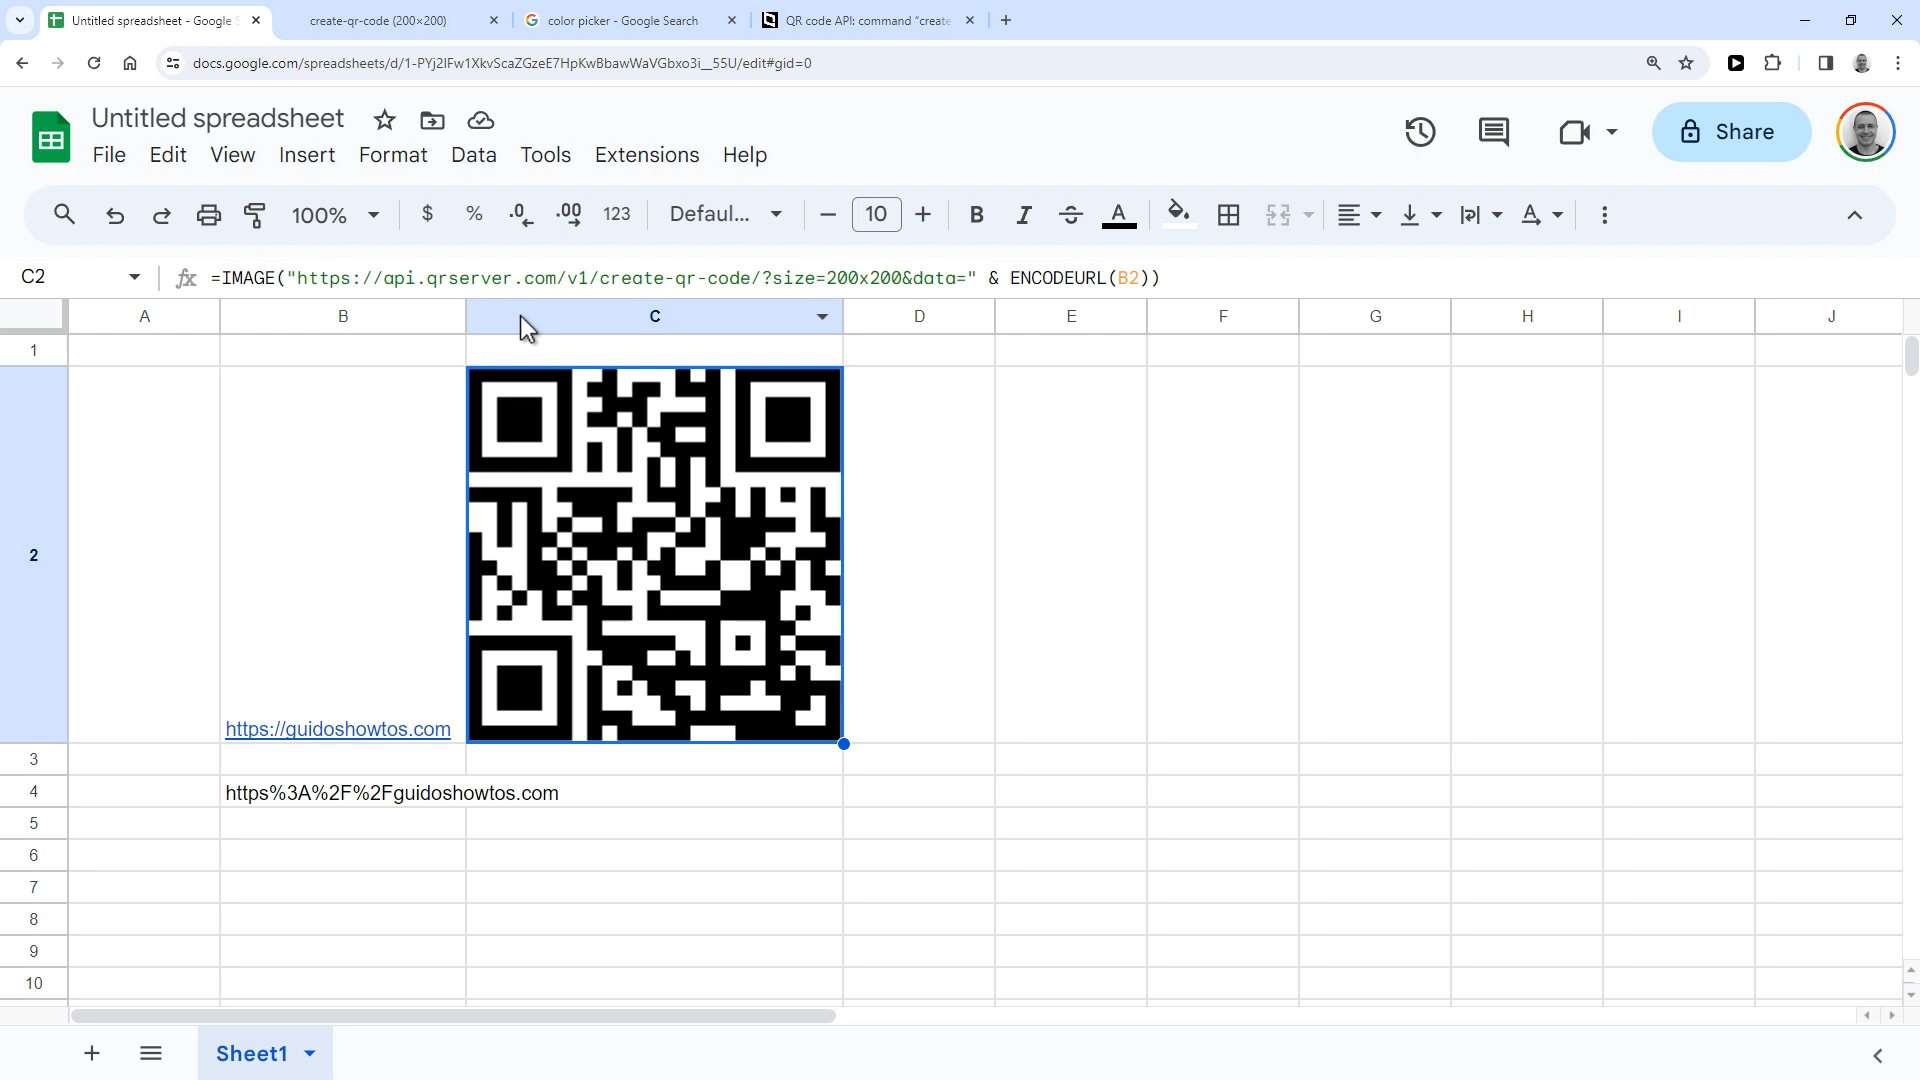 Untitled spreadsheet - Google S
create-qr-code (200×200)
color picker - Google Search
QR code API: command "create
docs.google.com/spreadsheets/d/1-PYj2IFw1XkvScaZGzeE7HpKwBbawWaVGbxo3i__55U/edit#gid=0
Untitled spreadsheet
File Edit View Insert Format Data Tools Extensions Help
Share
100% $ % .0 .00 123 Defaul... 10 B I A
C2 fx =IMAGE("https://api.qrserver.com/v1/create-qr-code/?size=200x200&data=" & ENCODEURL(B2))
A B C D E F G H I J
1
2
https://guidoshowtos.com
3
4 https%3A%2F%2Fguidoshowtos.com
5
6
7
8
9
10
Sheet1